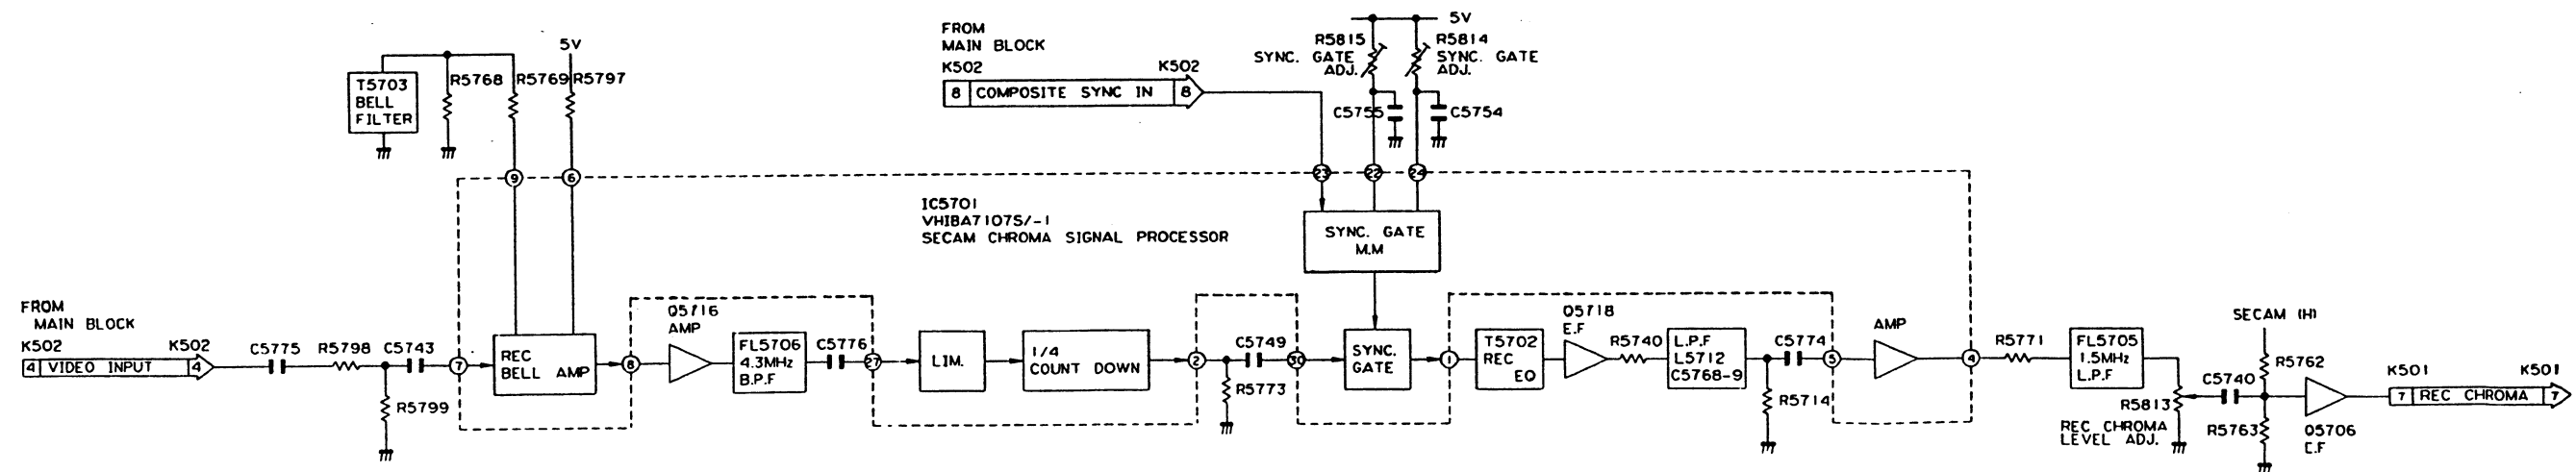 FROM
MAIN BLOCK
K502 K502
8 COMPOSITE SYNC IN 8
5V
R5815
SYNC. GATE
ADJ.
R5814
SYNC. GATE
ADJ.
C5755
C5754
5V
T5703
BELL
FILTER
R5768
R5769
R5797
9
6
23
22
24
IC5701
VHIBA7107S/-1
SECAM CHROMA SIGNAL PROCESSOR
SYNC. GATE
M.M
FROM
MAIN BLOCK
K502 K502
4 VIDEO INPUT 4
C5775
R5798
C5743
R5799
7
REC
BELL AMP
8
Q5716
AMP
FL5706
4.3MHz
B.P.F
C5776
27
LIM.
1/4
COUNT DOWN
2
C5749
R5773
30
SYNC.
GATE
1
T5702
REC
EQ
Q5718
E.F
R5740
L.P.F
L5712
C5768-9
C5774
R5714
5
AMP
4
R5771
FL5705
1.5MHz
L.P.F
R5813
REC CHROMA
LEVEL ADJ.
C5740
SECAM (H)
R5762
R5763
Q5706
E.F
K501 K501
7 REC CHROMA 7